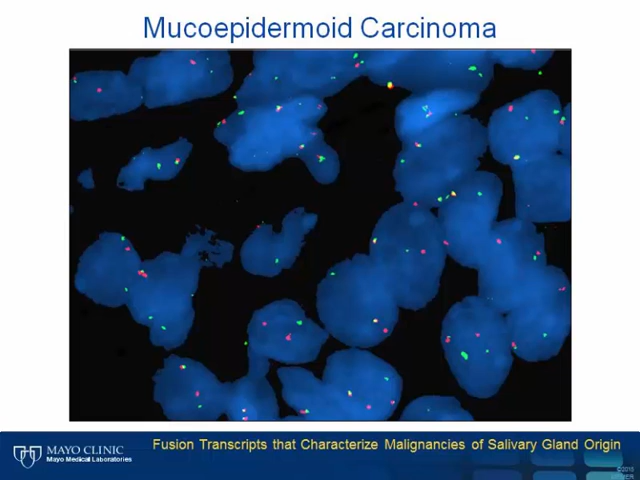 Mucoepidermoid Carcinoma
Fusion Transcripts that Characterize Malignancies of Salivary Gland Origin
MAYO CLINIC
Mayo Medical Laboratories